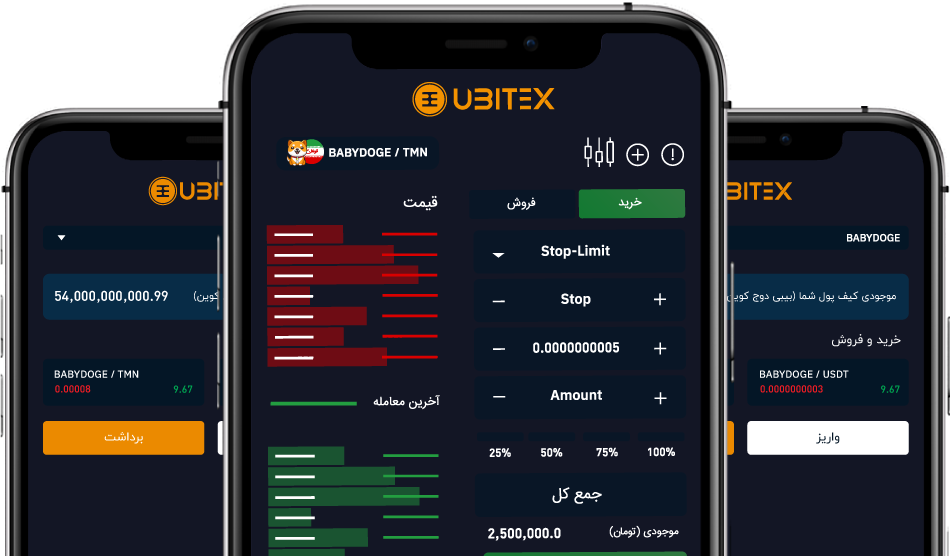 UBITEX
BABYDOGE / TMN
قیمت
خرید
فروش
Stop-Limit
Stop
0.0000000005
Amount
آخرین معامله
25% 50% 75% 100%
جمع کل
موجودی (تومان)
2,500,000.0
54,000,000,000.99
کوین)
BABYDOGE / TMN
0.00008 9.67
برداشت
BITEX
BABYDOGE
موجودی کیف پول شما (بیبی دوج کوین
خرید و فروش
BABYDOGE / USDT
0.0000000003 9.67
واریز